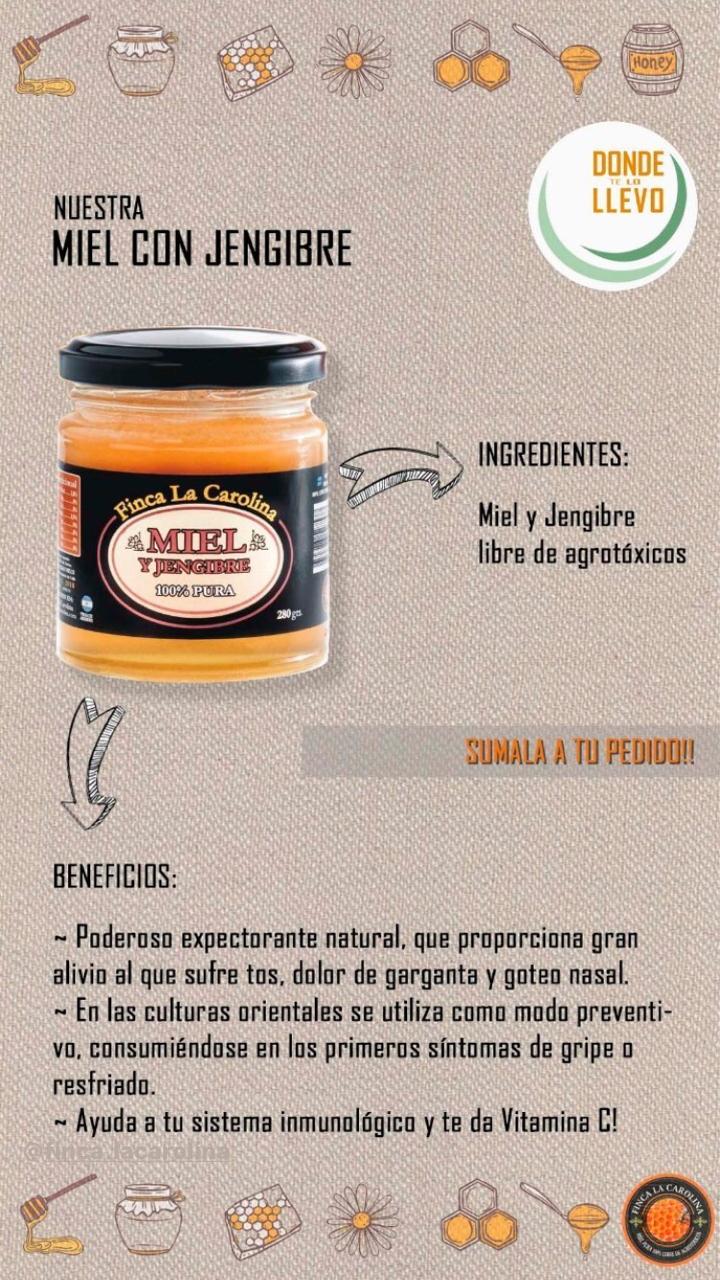 Honey
DONDE
TE LO
LLEVO
NUESTRA
MIEL CON JENGIBRE
INGREDIENTES:
Miel y Jengibre
libre de agrotóxicos
Finca La Carolina
MIEL
Y JENGIBRE
100% PURA
280 grs.
SUMALA A TU PEDIDO!!
BENEFICIOS:
~ Poderoso expectorante natural, que proporciona gran
alivio al que sufre tos, dolor de garganta y goteo nasal.
~ En las culturas orientales se utiliza como modo preventi-
vo, consumiéndose en los primeros síntomas de gripe o
resfriado.
~ Ayuda a tu sistema inmunológico y te da Vitamina C!
@finca.lacarolina
FINCA LA CAROLINA